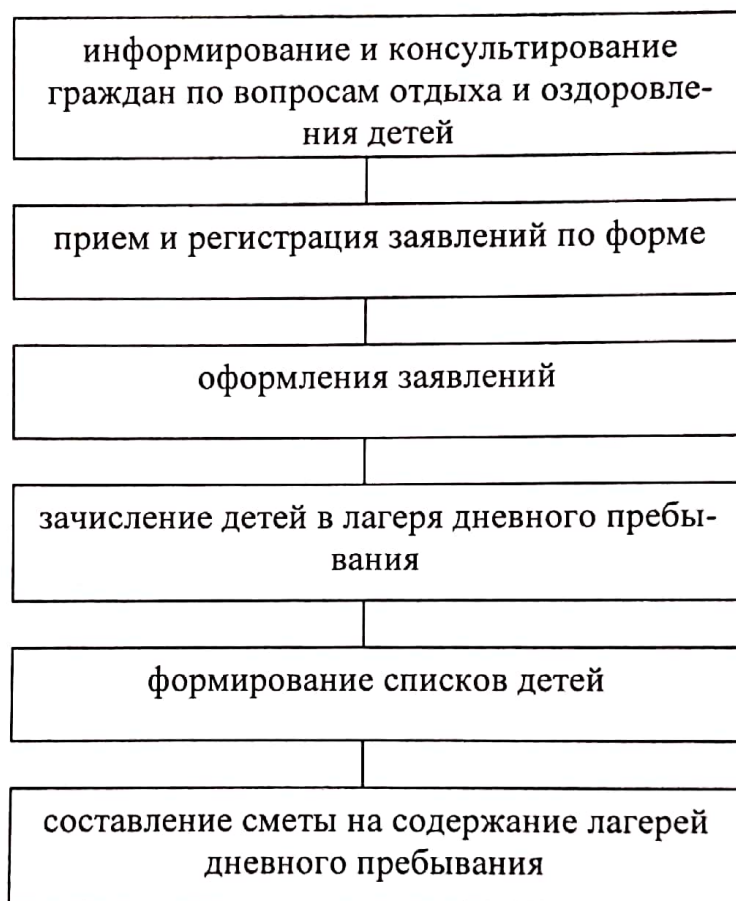 информирование и консультирование
граждан по вопросам отдыха и оздоровле-
ния детей
прием и регистрация заявлений по форме
оформления заявлений
зачисление детей в лагеря дневного пребы-
вания
формирование списков детей
составление сметы на содержание лагерей
дневного пребывания